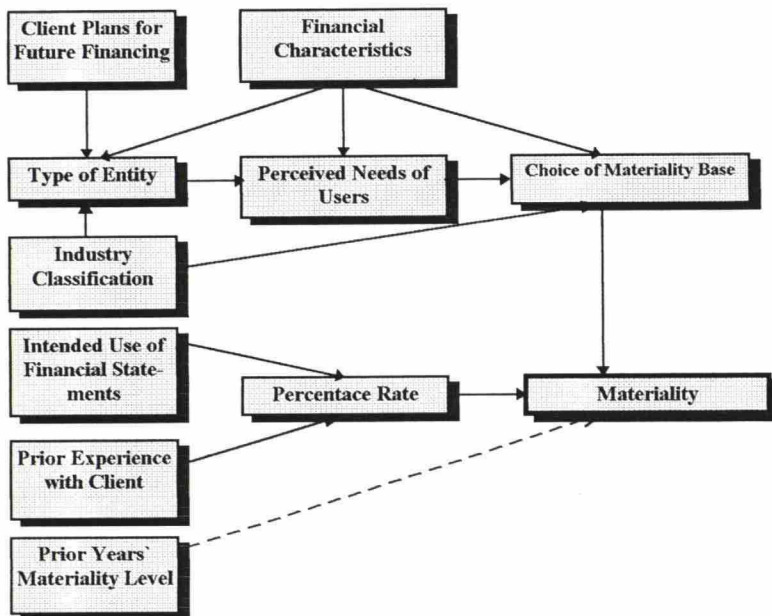 Client Plans for
Future Financing
Financial
Characteristics
Type of Entity
Perceived Needs of
Users
Choice of Materiality Base
Industry
Classification
Intended Use of
Financial State-
ments
Percentace Rate
Materiality
Prior Experience
with Client
Prior Years`
Materiality Level